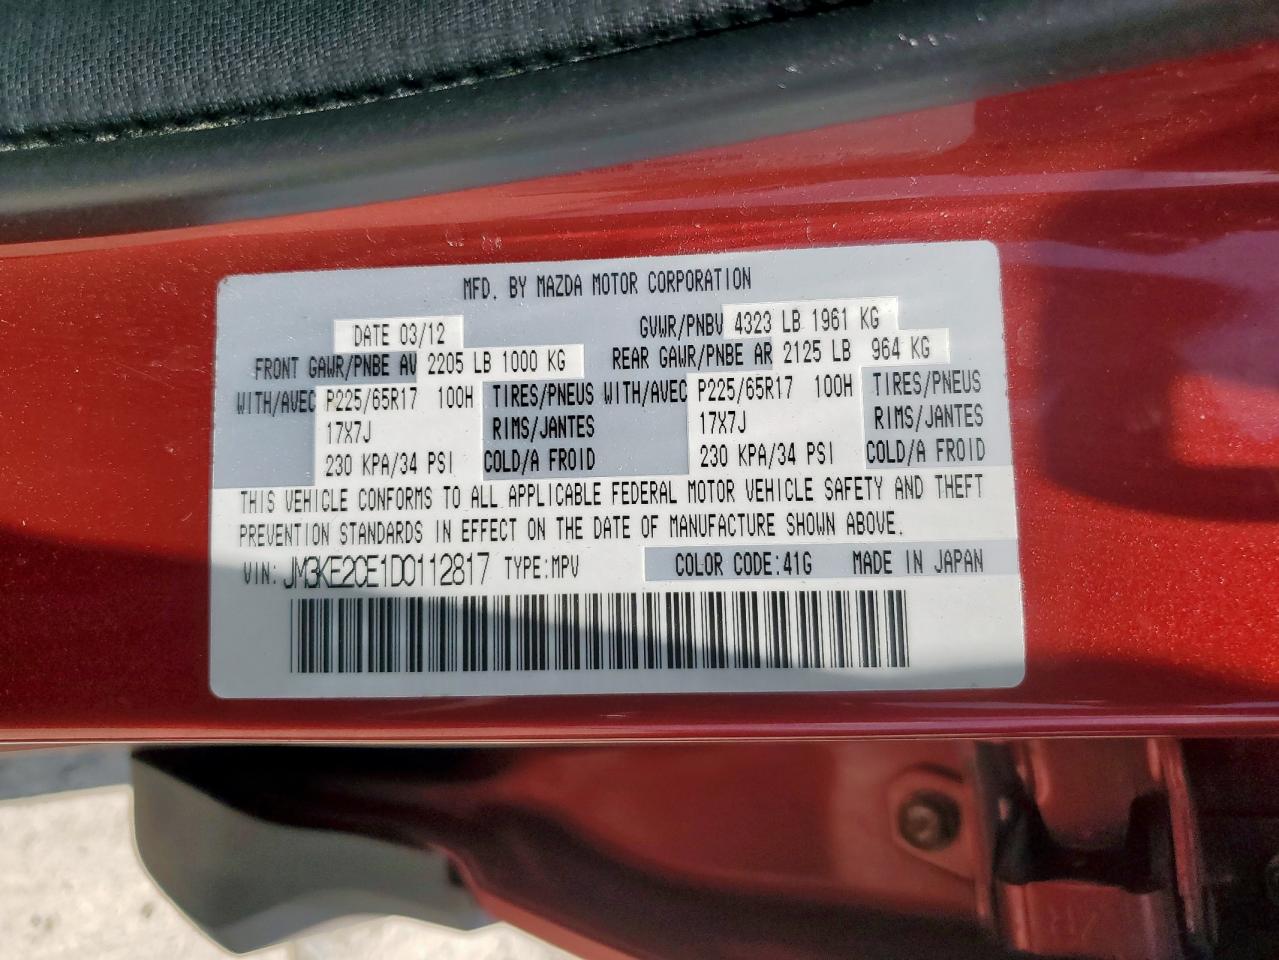 MFD. BY MAZDA MOTOR CORPORATION
DATE 03/12 GVWR/PNBV 4323 LB 1961 KG
FRONT GAWR/PNBE AV 2205 LB 1000 KG REAR GAWR/PNBE AR 2125 LB 964 KG
WITH/AVEC P225/65R17 100H TIRES/PNEUS WITH/AVEC P225/65R17 100H TIRES/PNEUS
17X7J RIMS/JANTES 17X7J RIMS/JANTES
230 KPA/34 PSI COLD/A FROID 230 KPA/34 PSI COLD/A FROID
THIS VEHICLE CONFORMS TO ALL APPLICABLE FEDERAL MOTOR VEHICLE SAFETY AND THEFT
PREVENTION STANDARDS IN EFFECT ON THE DATE OF MANUFACTURE SHOWN ABOVE.
VIN: JM3KE2CE1D0112817 TYPE:MPV COLOR CODE:41G MADE IN JAPAN